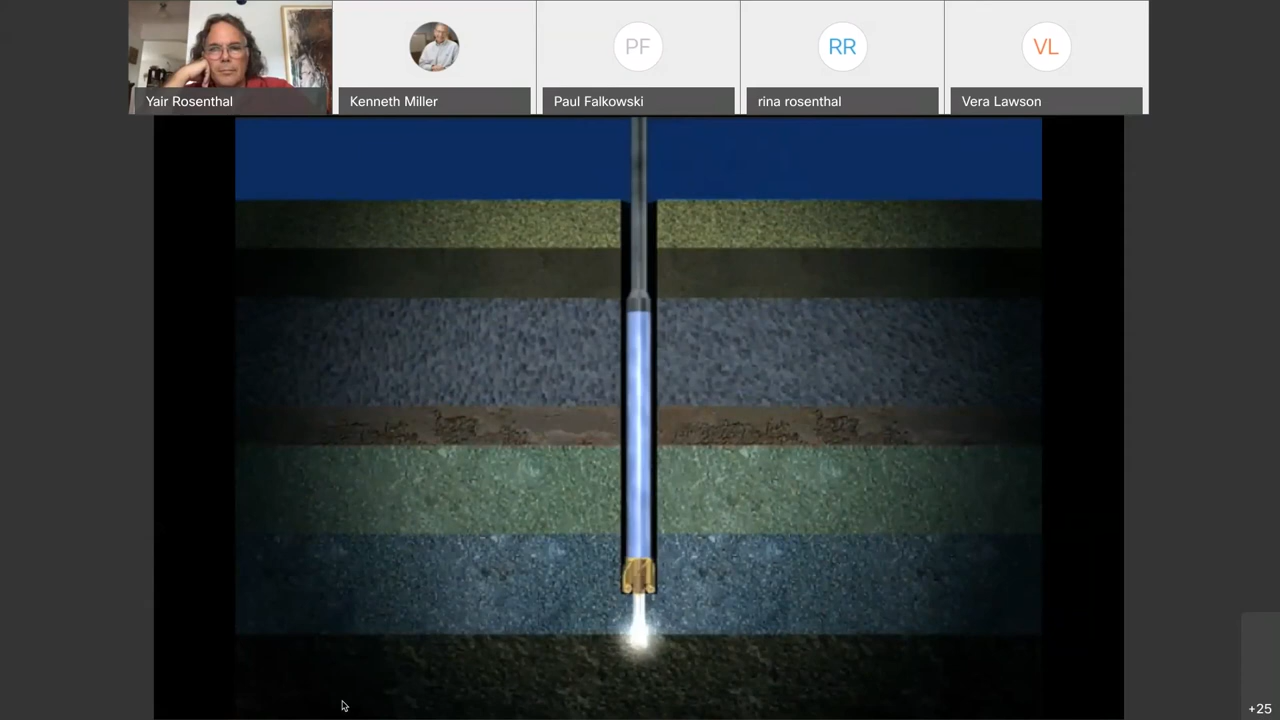 PF
RR
VL
Yair Rosenthal
Kenneth Miller
Paul Falkowski
rina rosenthal
Vera Lawson
+25